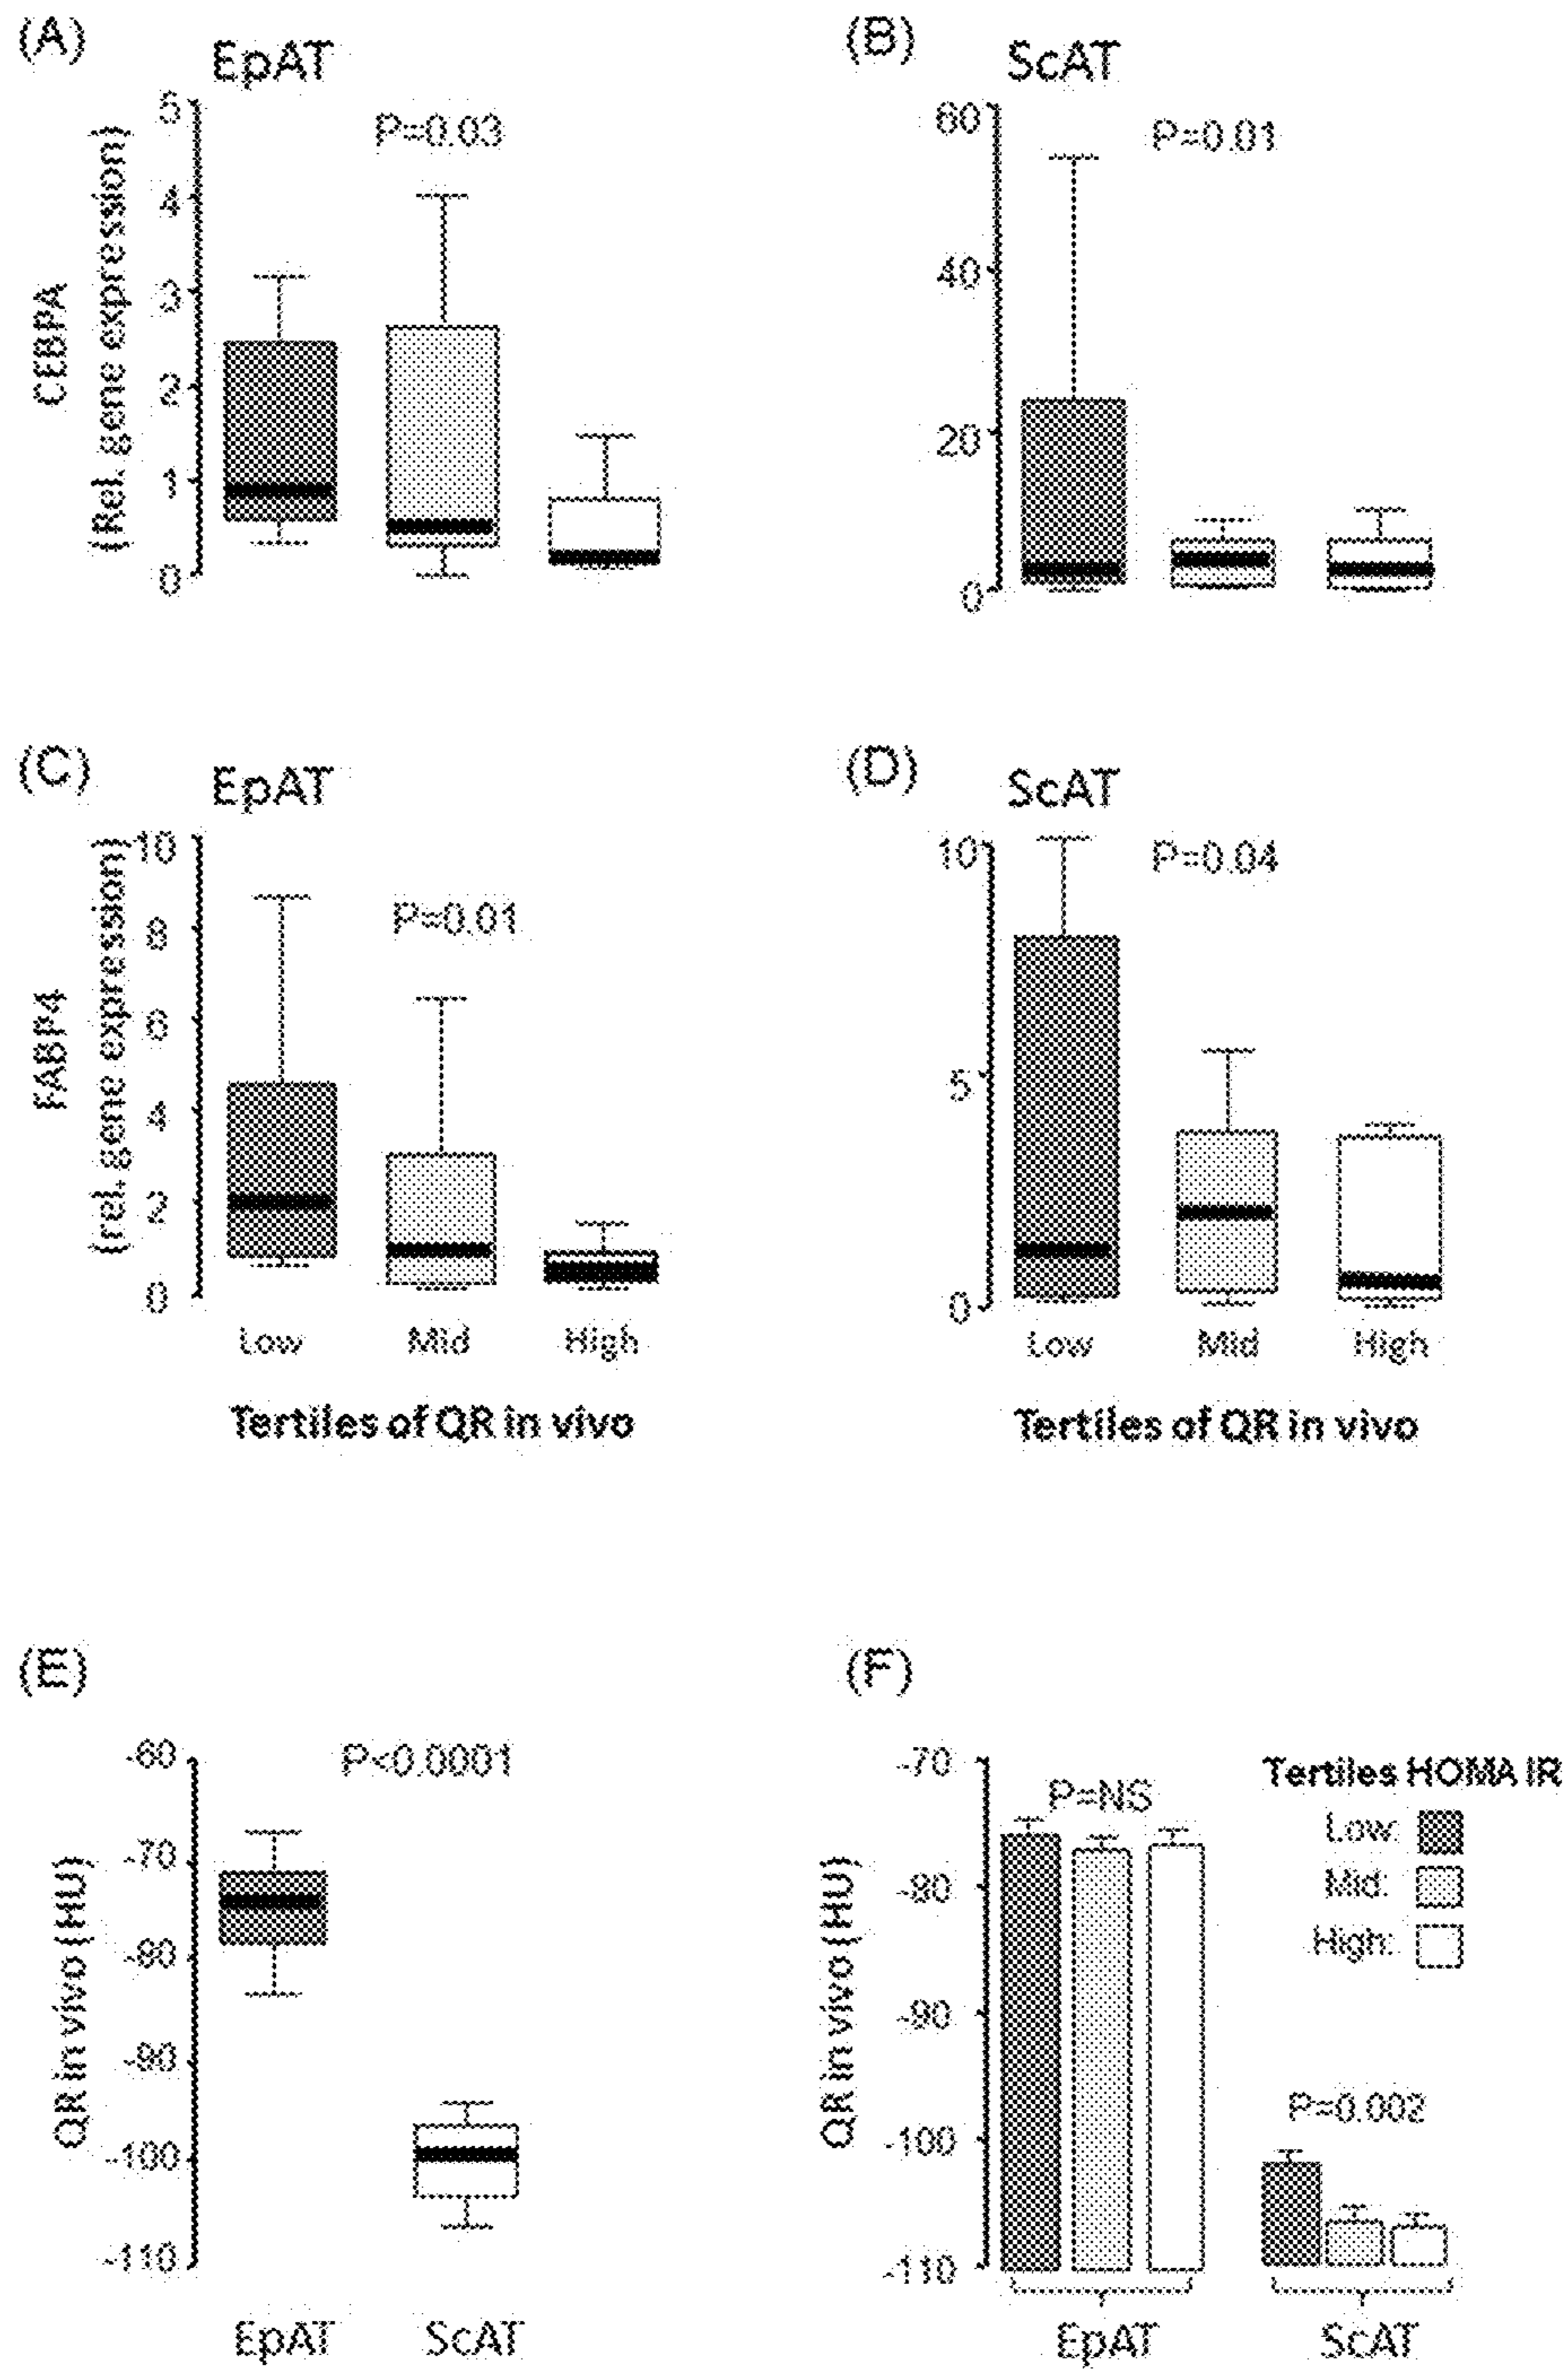 (A)
EpAT
P=0.03
5
4
3
2
1
0
CEBPA
(Rel. gene expression)
(B)
ScAT
P=0.01
60
40
20
0
(C)
EpAT
P=0.01
10
8
6
4
2
0
FABP4
(rel. gene expression)
Low Mid High
Tertiles of QR in vivo
(D)
ScAT
P=0.04
10
5
0
Low Mid High
Tertiles of QR in vivo
(E)
P<0.0001
-60
-70
-80
-90
-100
-110
QR in vivo (HU)
EpAT ScAT
(F)
-70
-80
-90
-100
-110
QR in vivo (HU)
P=NS
Tertiles HOMA IR
Low:
Mid:
High:
P=0.002
EpAT ScAT